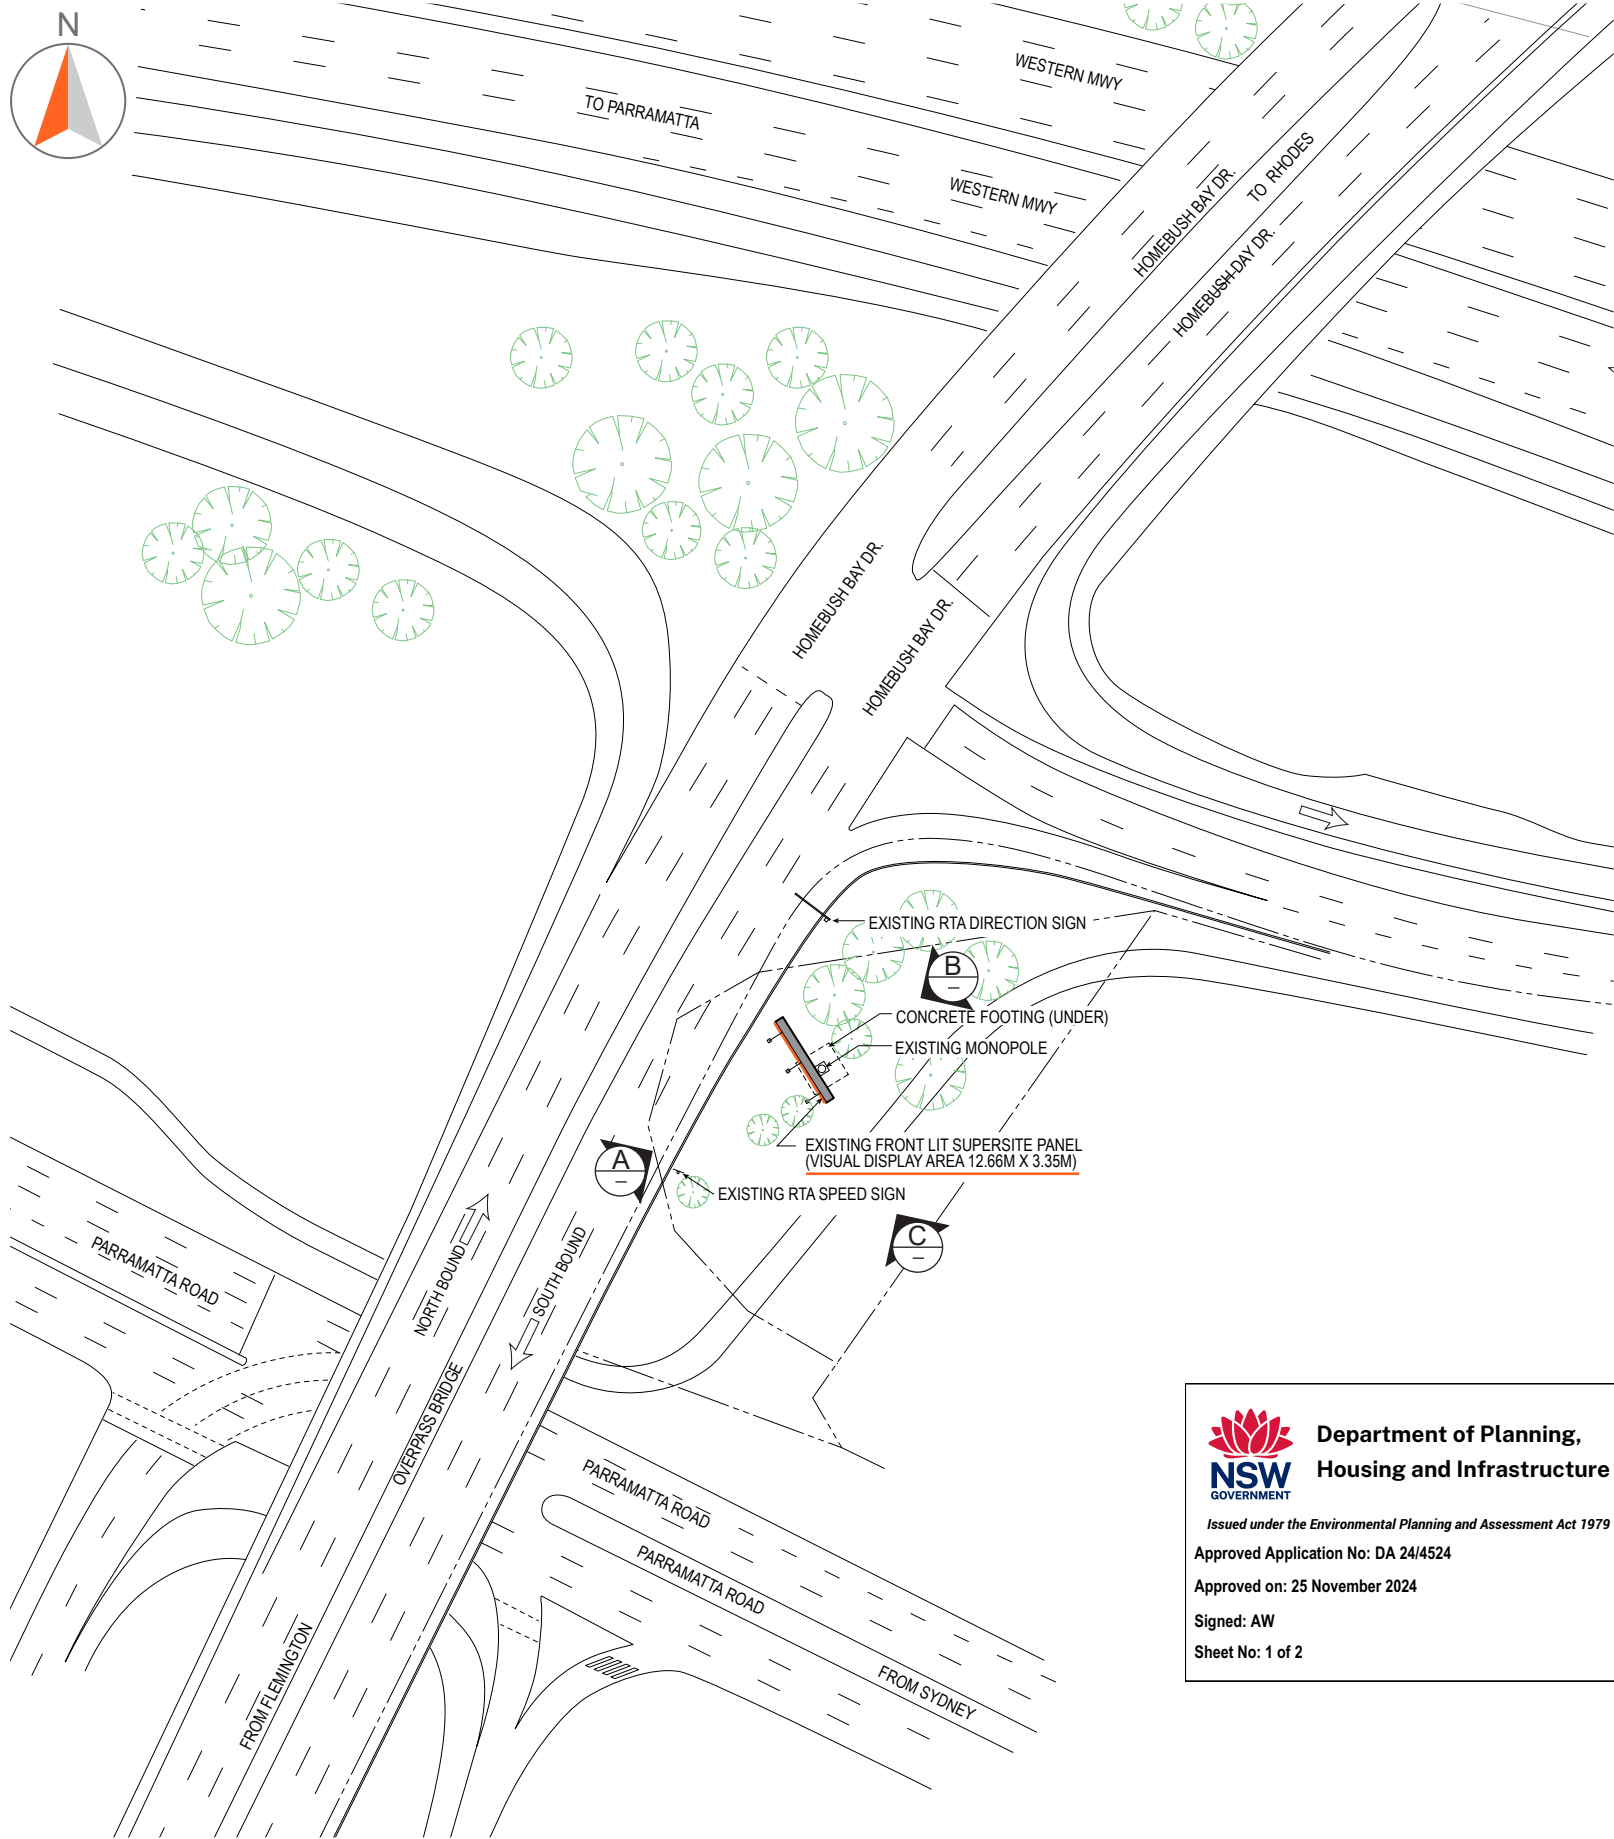 N
WESTERN MWY
TO PARRAMATTA
WESTERN MWY
HOMEBUSH BAY DR.
TO RHODES
HOMEBUSH DAY DR.
HOMEBUSH BAY DR.
HOMEBUSH BAY DR.
EXISTING RTA DIRECTION SIGN
B
–
CONCRETE FOOTING (UNDER)
EXISTING MONOPOLE
EXISTING FRONT LIT SUPERSITE PANEL
(VISUAL DISPLAY AREA 12.66M X 3.35M)
A
–
EXISTING RTA SPEED SIGN
C
–
PARRAMATTA ROAD
NORTH BOUND
SOUTH BOUND
OVERPASS BRIDGE
PARRAMATTA ROAD
PARRAMATTA ROAD
FROM FLEMINGTON
FROM SYDNEY
NSW
GOVERNMENT
Department of Planning,
Housing and Infrastructure
Issued under the Environmental Planning and Assessment Act 1979
Approved Application No: DA 24/4524
Approved on: 25 November 2024
Signed: AW
Sheet No: 1 of 2